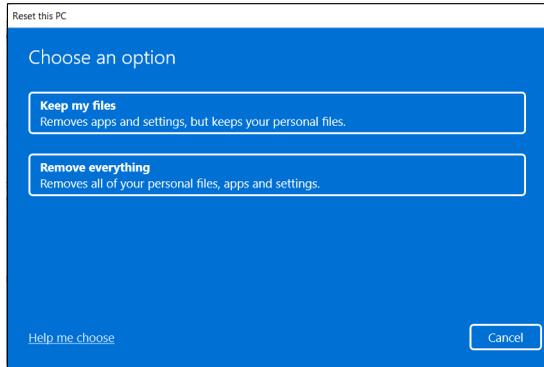 Reset this PC
Choose an option
Keep my files
Removes apps and settings, but keeps your personal files.
Remove everything
Removes all of your personal files, apps and settings.
Help me choose
Cancel